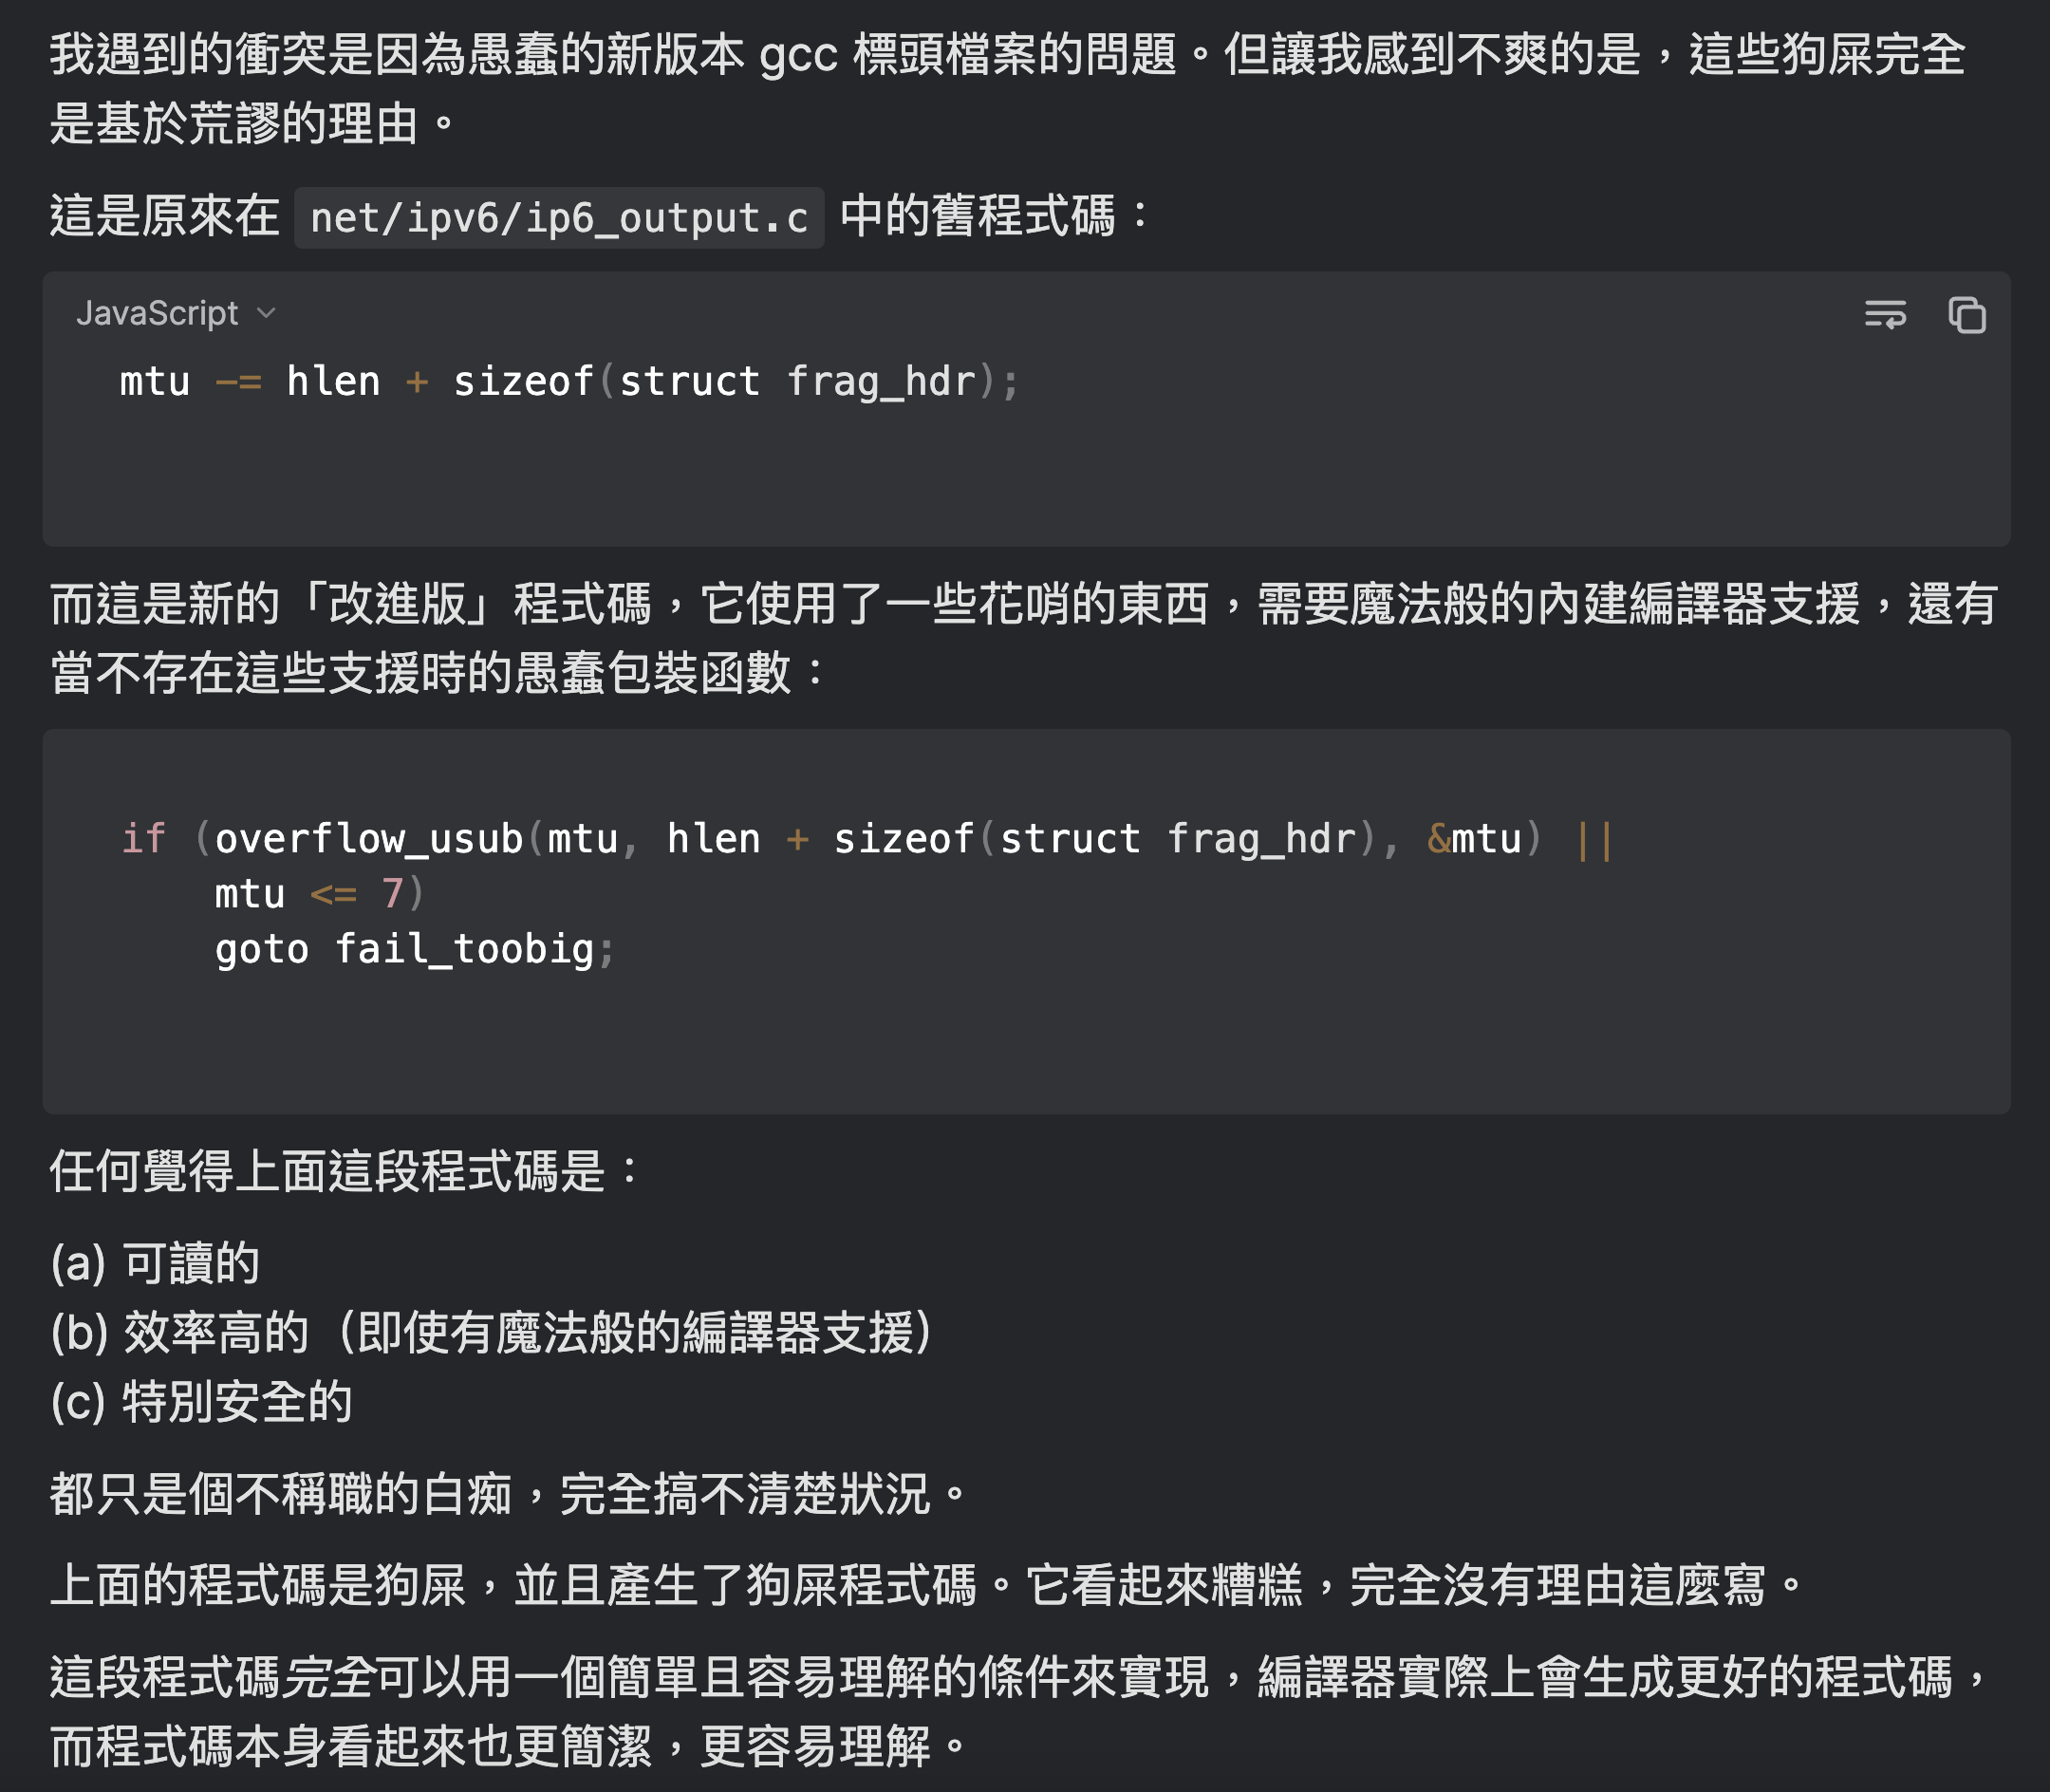 我遇到的衝突是因為愚蠢的新版本 gcc 標頭檔案的問題。但讓我感到不爽的是，這些狗屎完全
是基於荒謬的理由。
這是原來在 net/ipv6/ip6_output.c 中的舊程式碼：
JavaScript
mtu -= hlen + sizeof(struct frag_hdr);
而這是新的「改進版」程式碼，它使用了一些花哨的東西，需要魔法般的內建編譯器支援，還有
當不存在這些支援時的愚蠢包裝函數：
if (overflow_usub(mtu, hlen + sizeof(struct frag_hdr), &mtu) ||
mtu <= 7)
goto fail_toobig;
任何覺得上面這段程式碼是：
(a) 可讀的
(b) 效率高的（即使有魔法般的編譯器支援）
(c) 特別安全的
都只是個不稱職的白痴，完全搞不清楚狀況。
上面的程式碼是狗屎，並且產生了狗屎程式碼。它看起來糟糕，完全沒有理由這麼寫。
這段程式碼完全可以用一個簡單且容易理解的條件來實現，編譯器實際上會生成更好的程式碼，
而程式碼本身看起來也更簡潔，更容易理解。